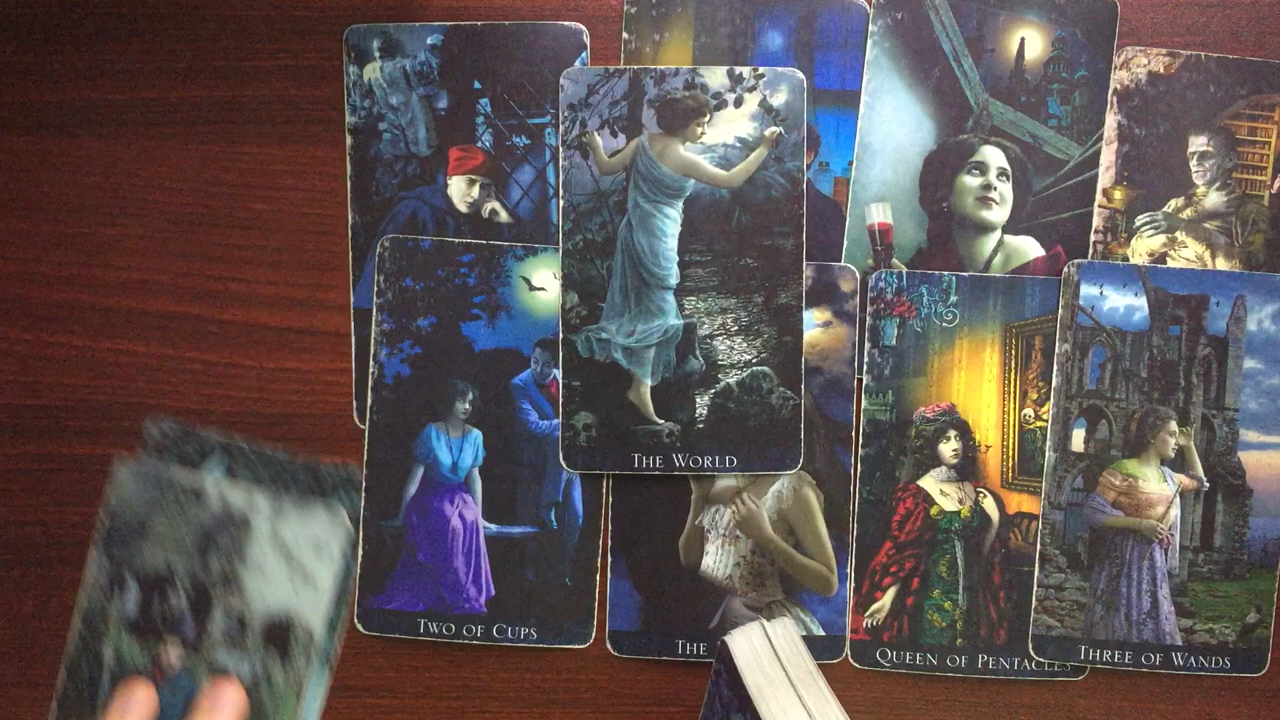 THE WORLD
TWO OF CUPS
THE
QUEEN OF PENTACLES
THREE OF WANDS